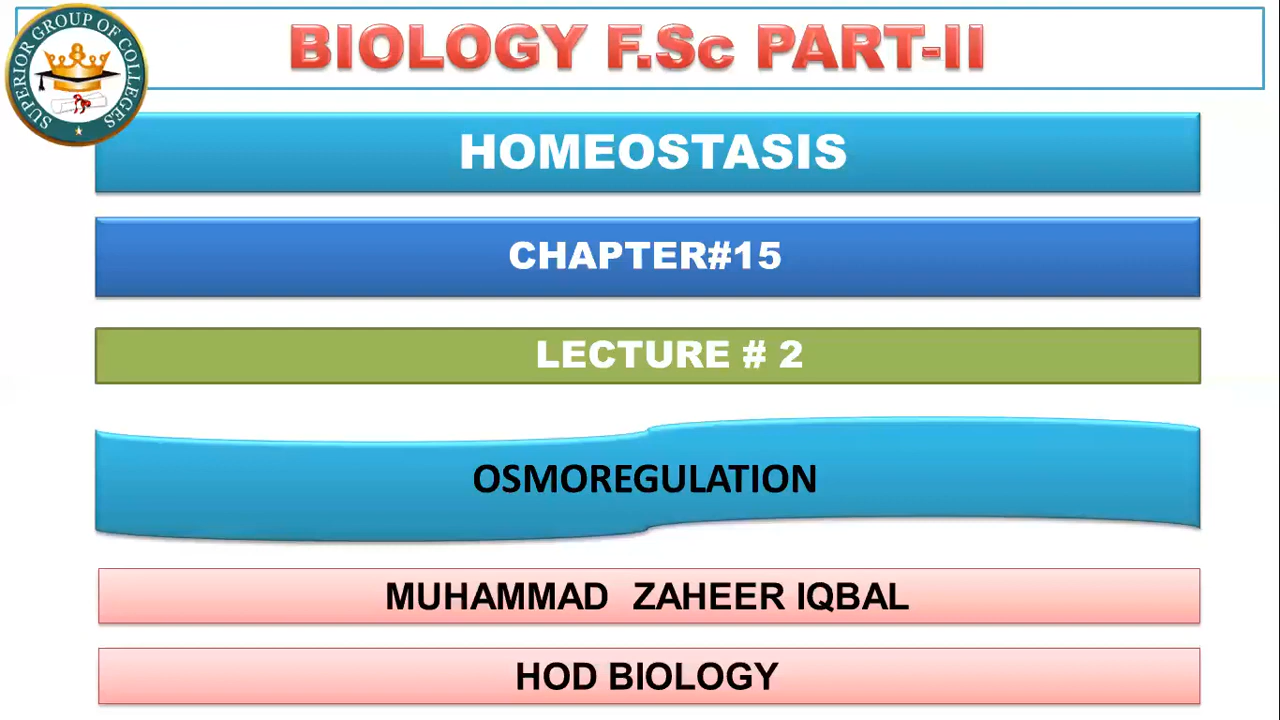 SUPERIOR GROUP OF COLLEGES
BIOLOGY F.Sc PART-II
HOMEOSTASIS
CHAPTER#15
LECTURE # 2
OSMOREGULATION
MUHAMMAD ZAHEER IQBAL
HOD BIOLOGY